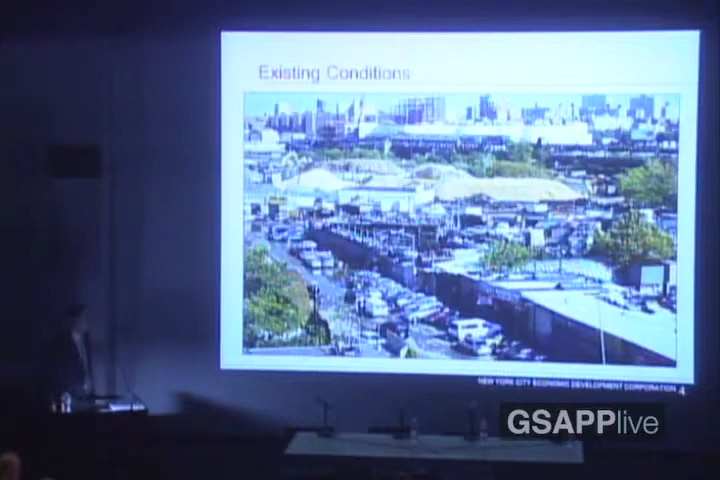 Existing Conditions
NEW YORK CITY ECONOMIC DEVELOPMENT CORPORATION 4
GSAPPlive